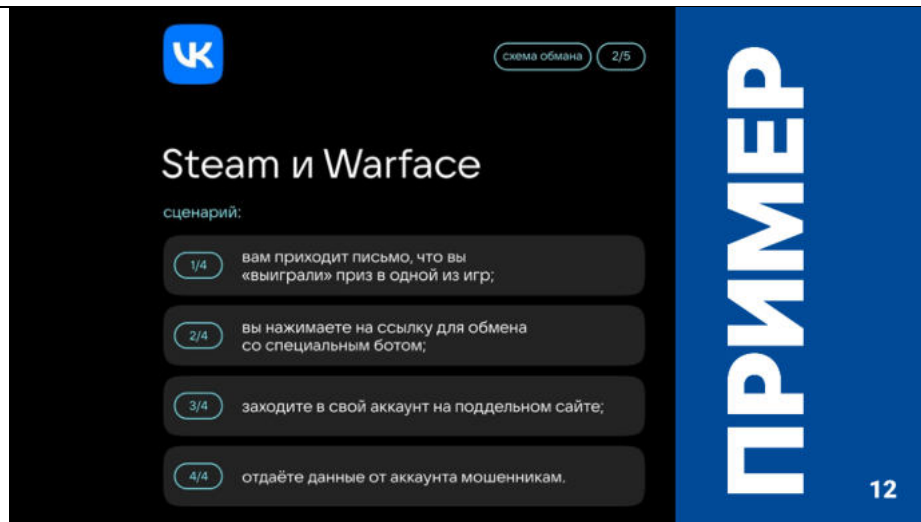 VK
схема обмана 2/5
Steam и Warface
сценарий:
1/4
вам приходит письмо, что вы
«выиграли» приз в одной из игр;
2/4
вы нажимаете на ссылку для обмена
со специальным ботом;
3/4
заходите в свой аккаунт на поддельном сайте;
4/4
отдаёте данные от аккаунта мошенникам.
ПРИМЕР
12